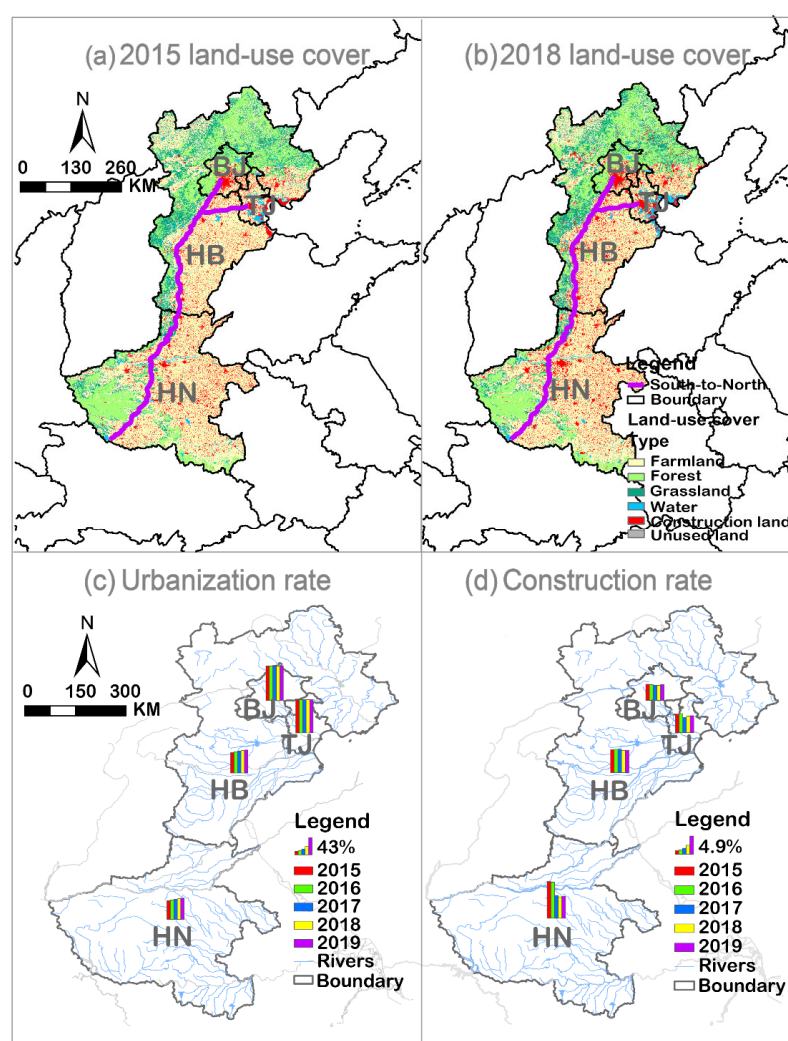 (a) 2015 land-use cover
N
0 130 260
KM
BJ
TJ
HB
HN
(b) 2018 land-use cover
BJ
TJ
HB
HN
Legend
South-to-North
Boundary
Land-use cover
Type
Farmland
Forest
Grassland
Water
Construction land
Unused land
(c) Urbanization rate
N
0 150 300
KM
BJ
TJ
HB
HN
Legend
43%
2015
2016
2017
2018
2019
Rivers
Boundary
(d) Construction rate
BJ
TJ
HB
HN
Legend
4.9%
2015
2016
2017
2018
2019
Rivers
Boundary